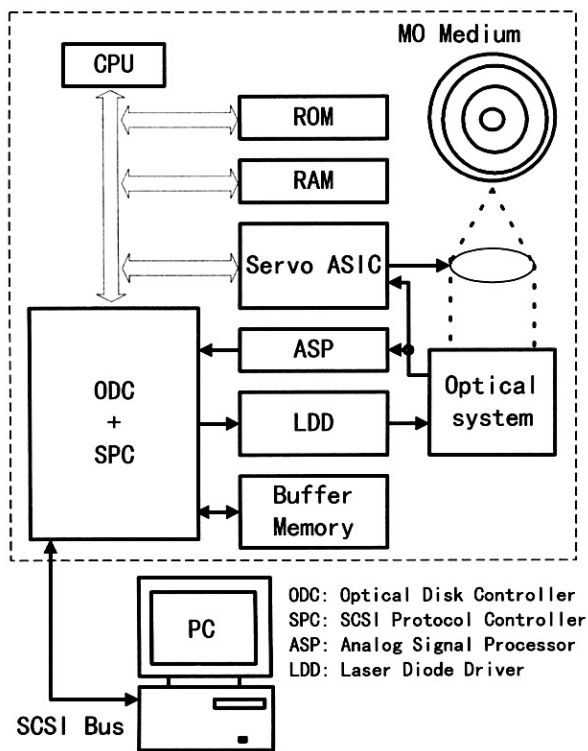 MO Medium
CPU
ROM
RAM
Servo ASIC
ASP
ODC
+
SPC
LDD
Optical
system
Buffer
Memory
PC
ODC: Optical Disk Controller
SPC: SCSI Protocol Controller
ASP: Analog Signal Processor
LDD: Laser Diode Driver
SCSI Bus